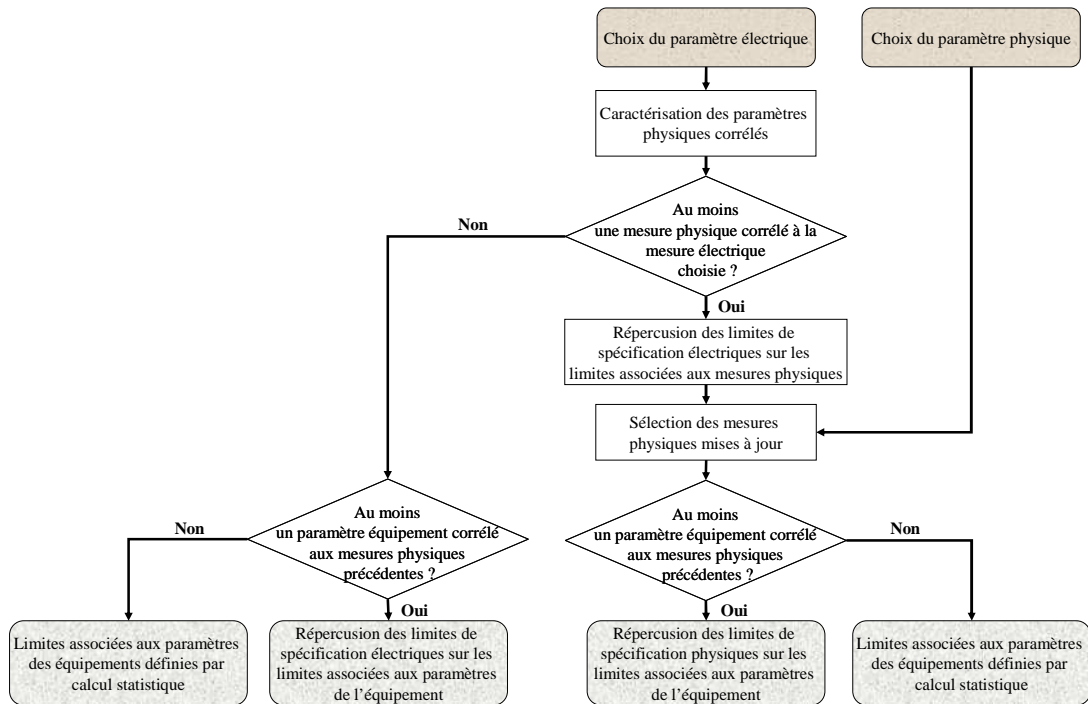 Choix du paramètre électrique
Choix du paramètre physique
Caractérisation des paramètres
physiques corrélés
Au moins
une mesure physique corrélé à la
mesure électrique
choisie ?
Non
Oui
Répercusion des limites de
spécification électriques sur les
limites associées aux mesures physiques
Sélection des mesures
physiques mises à jour
Au moins
un paramètre équipement corrélé
aux mesures physiques
précédentes ?
Non
Oui
Au moins
un paramètre équipement corrélé
aux mesures physiques
précédentes ?
Non
Oui
Limites associées aux paramètres
des équipements définies par
calcul statistique
Répercusion des limites de
spécification électriques sur les
limites associées aux paramètres
de l’équipement
Répercusion des limites de
spécification physiques sur les
limites associées aux paramètres
de l’équipement
Limites associées aux paramètres
des équipements définies par
calcul statistique